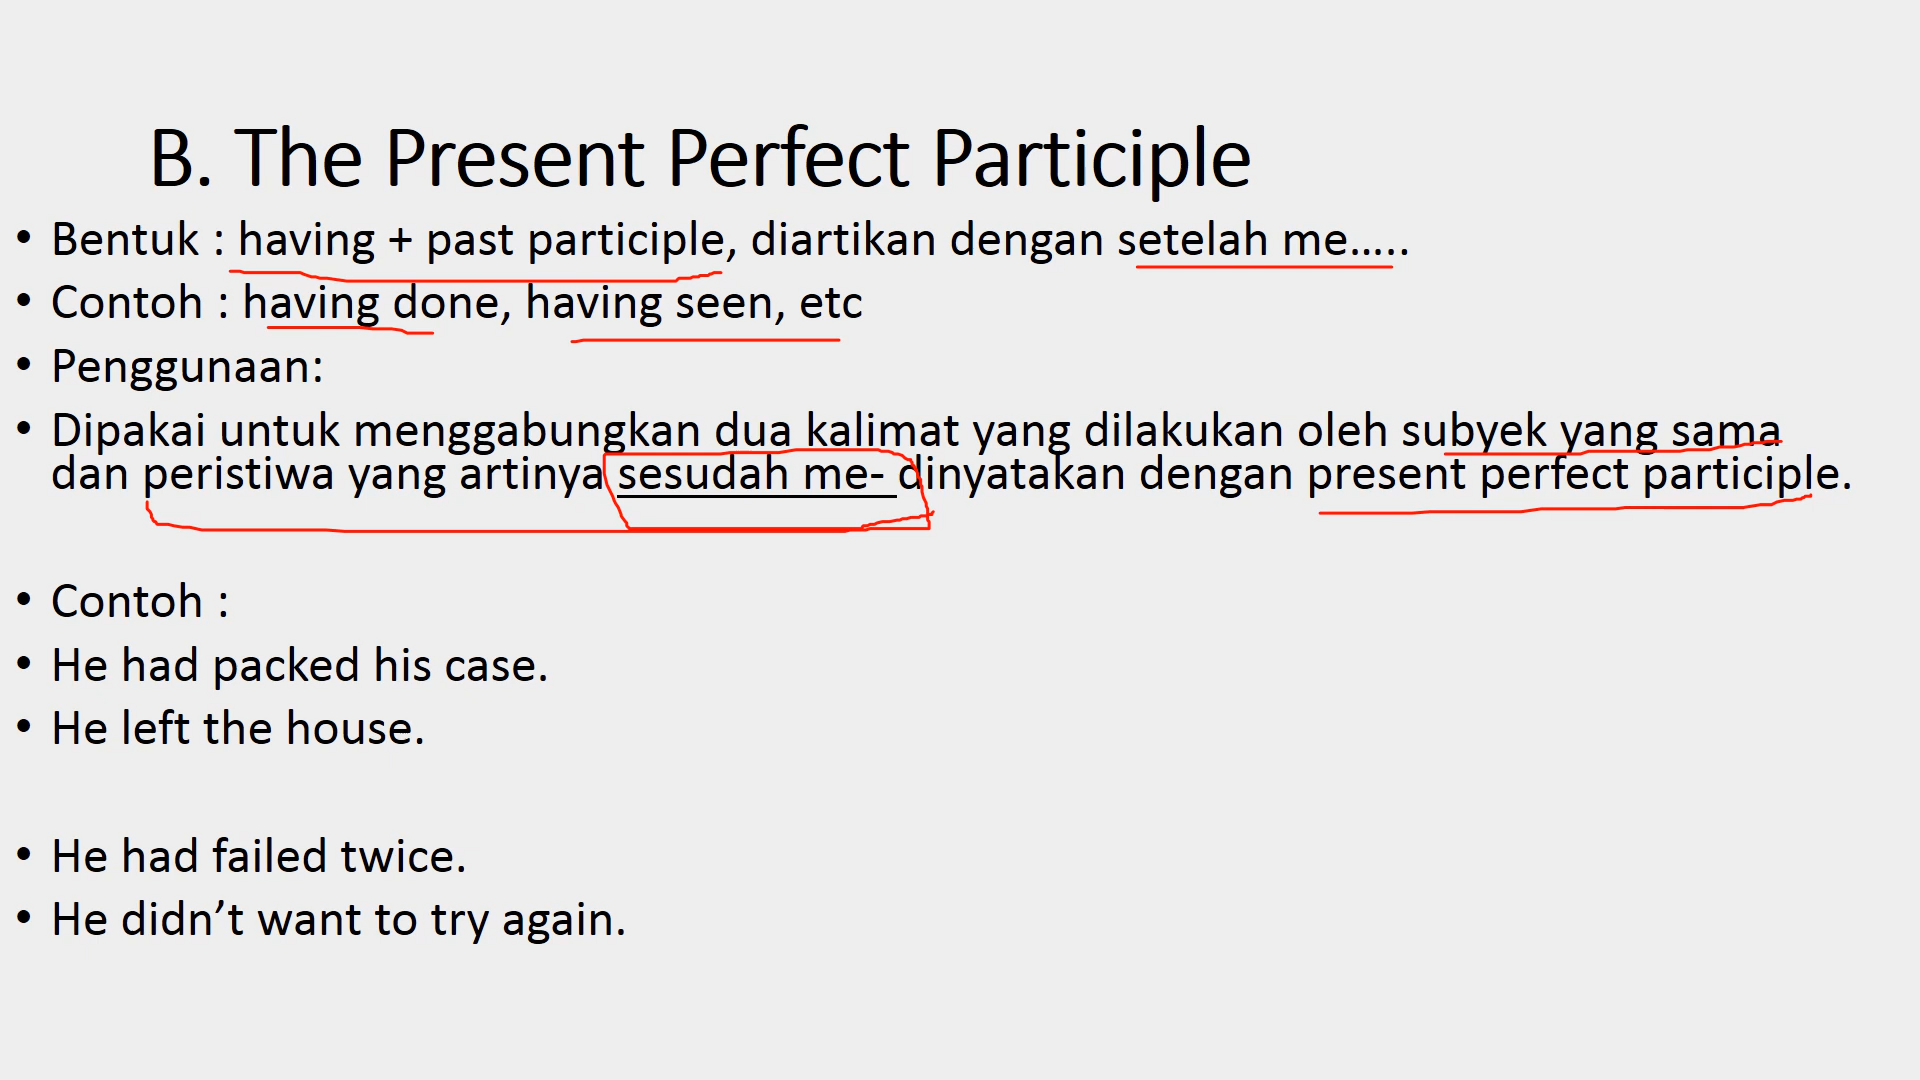 B. The Present Perfect Participle
• Bentuk : having + past participle, diartikan dengan setelah me…..
• Contoh : having done, having seen, etc
• Penggunaan:
• Dipakai untuk menggabungkan dua kalimat yang dilakukan oleh subyek yang sama
dan peristiwa yang artinya sesudah me- dinyatakan dengan present perfect participle.
• Contoh :
• He had packed his case.
• He left the house.
• He had failed twice.
• He didn’t want to try again.